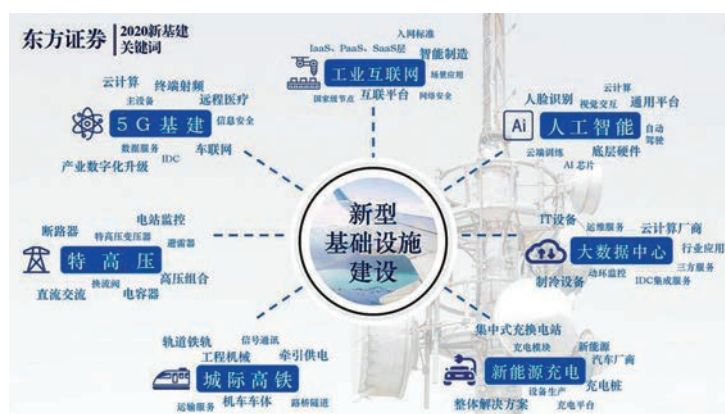 东方证券
2020新基建
关键词
入网标准
IaaS、PaaS、SaaS层
智能制造
工业互联网
场景应用
国家级节点
互联平台
网络安全
云计算
终端射频
主设备
远程医疗
5G基建
信息安全
数据服务
IDC
车联网
产业数字化升级
人脸识别
云计算
视觉交互
通用平台
Ai
人工智能
自动
驾驶
云端训练
底层硬件
AI 芯片
新型
基础设施
建设
电站监控
断路器
特高压变压器
避雷器
特高压
换流阀
高压组合
直流交流
电容器
IT设备
运维服务
云计算厂商
大数据中心
行业应用
三方服务
制冷设备
动环监控
IDC集成服务
轨道铁轨
信号通讯
工程机械
牵引供电
城际高铁
运输服务
机车车体
路桥隧道
集中式充换电站
充电模块
新能源
汽车厂商
新能源充电
设备生产
充电桩
整体解决方案
充电平台